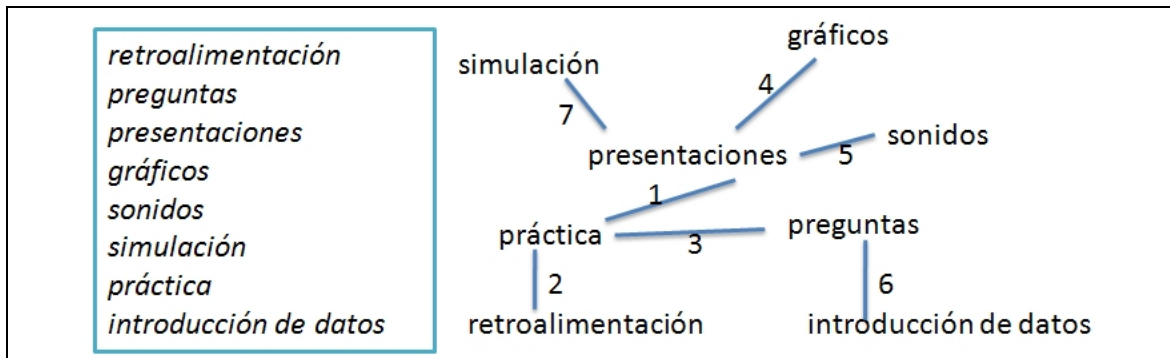 retroalimentación
preguntas
presentaciones
gráficos
sonidos
simulación
práctica
introducción de datos
gráficos
simulación
4
7
sonidos
presentaciones
5
1
práctica
preguntas
3
2
6
retroalimentación
introducción de datos